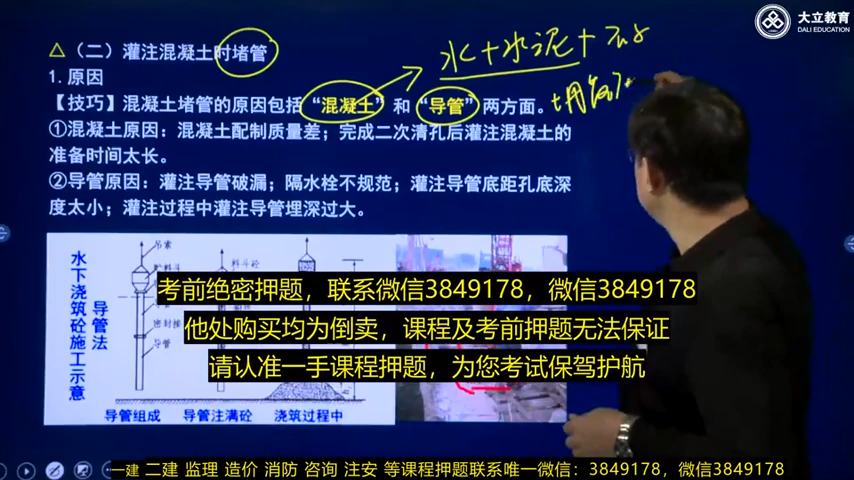 大立教育
DALI EDUCATION
△（二）灌注混凝土时堵管
水+水泥+
1. 原因
【技巧】混凝土堵管的原因包括“混凝土”和“导管”两方面。
①混凝土原因：混凝土配制质量差；完成二次清孔后灌注混凝土的
准备时间太长。
②导管原因：灌注导管破漏；隔水栓不规范；灌注导管底距孔底深
度太小；灌注过程中灌注导管埋深过大。
水下浇筑砼施工示意
导管法
吊索
导管
导管组成
导管注满砼
浇筑过程中
考前绝密押题，联系微信3849178，微信3849178
他处购买均为倒卖，课程及考前押题无法保证
请认准一手课程押题，为您考试保驾护航
一建 二建 监理 造价 消防 咨询 注安 等课程押题联系唯一微信：3849178，微信3849178